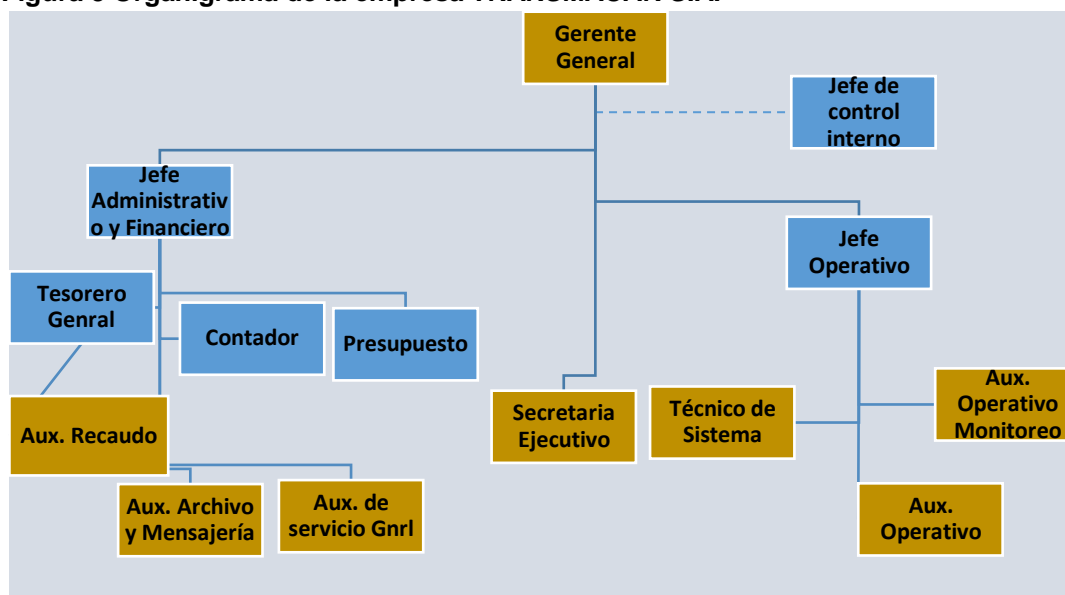 Gerente
General
Jefe de
control
interno
Jefe
Administrativ
o y Financiero
Jefe
Operativo
Tesorero
Genral
Contador
Presupuesto
Aux. Recaudo
Secretaria
Ejecutivo
Técnico de
Sistema
Aux.
Operativo
Monitoreo
Aux. Archivo
y Mensajería
Aux. de
servicio Gnrl
Aux.
Operativo